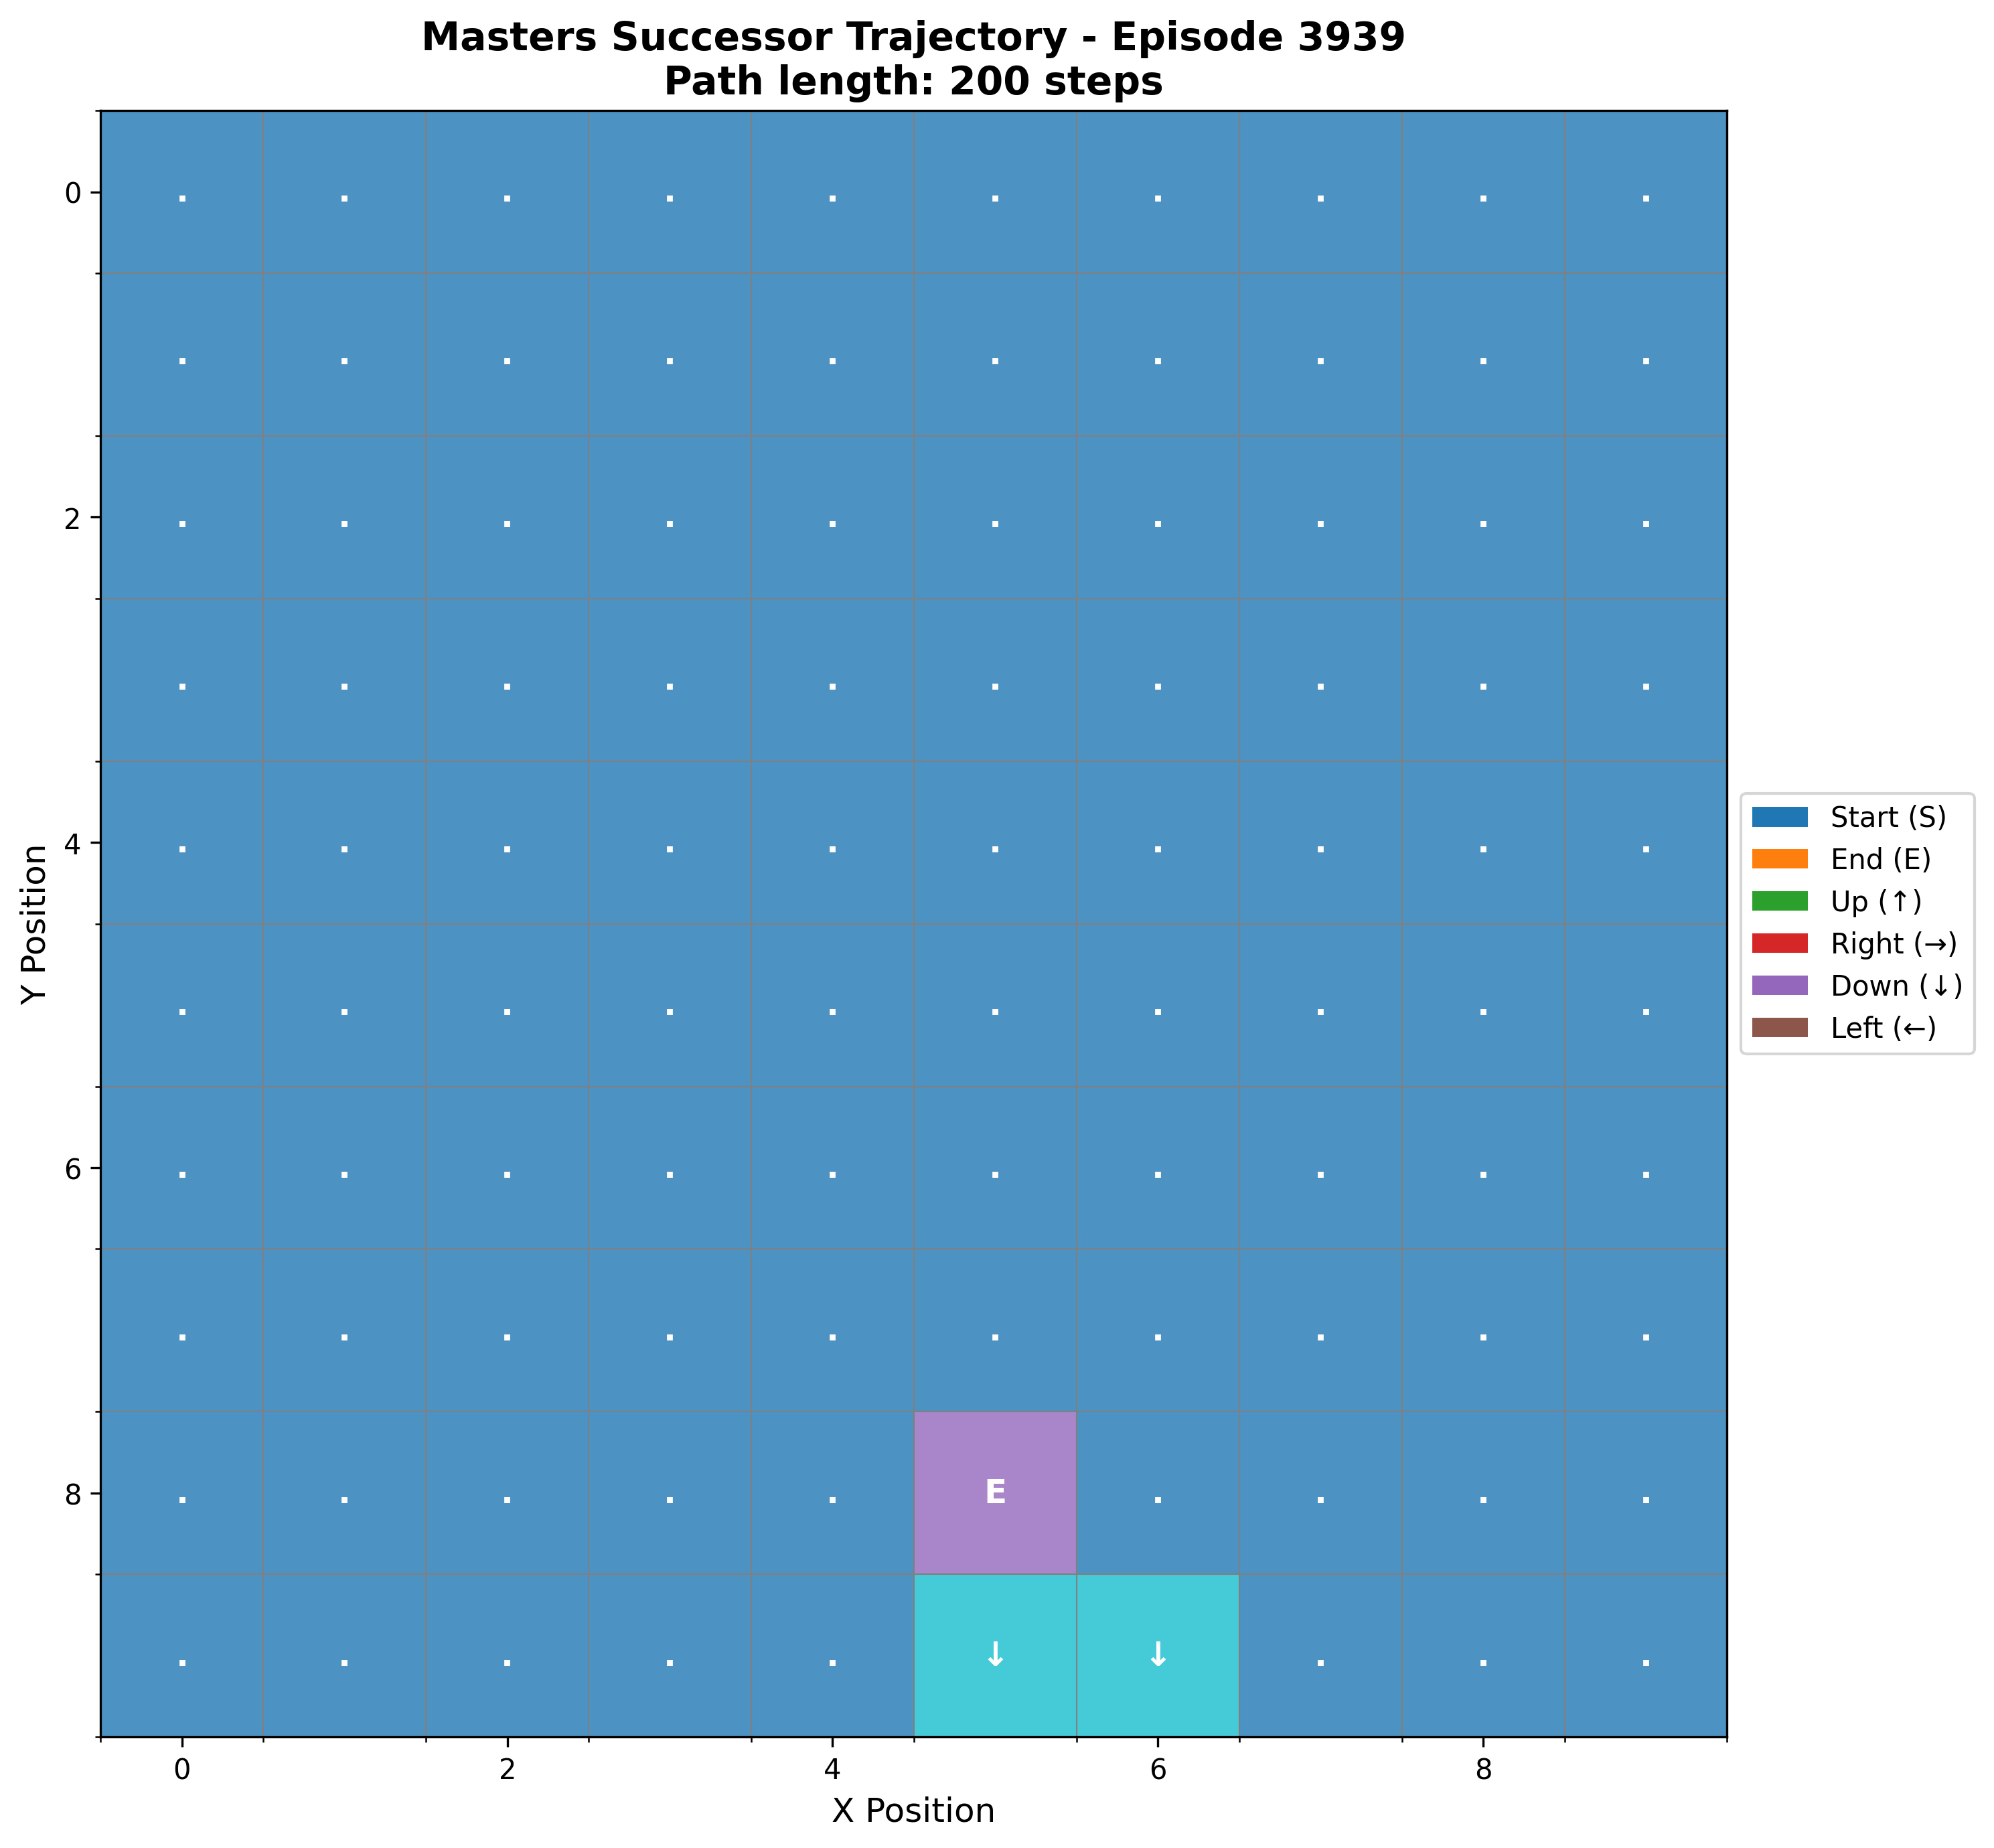 Masters Successor Trajectory - Episode 3939
Path length: 200 steps
0
2
4
6
8
Y Position
E
↓ ↓
0 2 4 6 8
X Position
Start (S)
End (E)
Up (↑)
Right (→)
Down (↓)
Left (←)